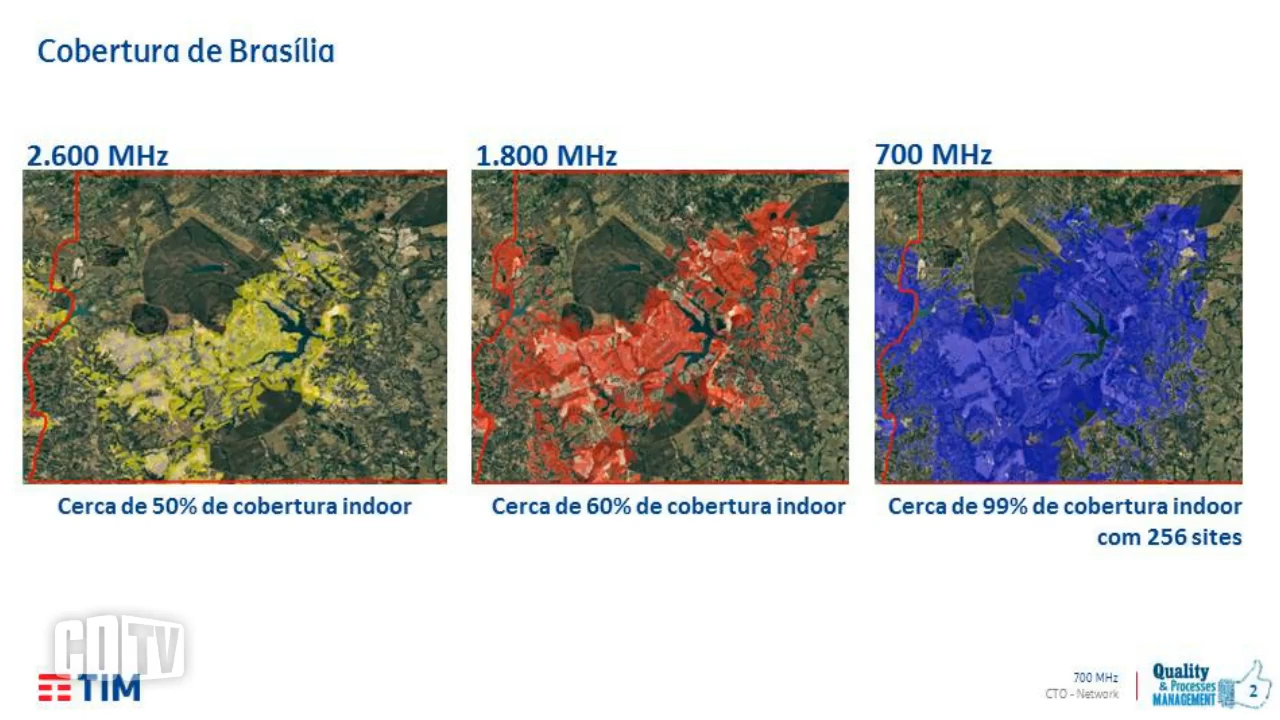 Cobertura de Brasília
2.600 MHz
1.800 MHz
700 MHz
Cerca de 50% de cobertura indoor
Cerca de 60% de cobertura indoor
Cerca de 99% de cobertura indoor
com 256 sites
CDTV
TIM
700 MHz
CTO - Network
Quality
& Processes
MANAGEMENT
2